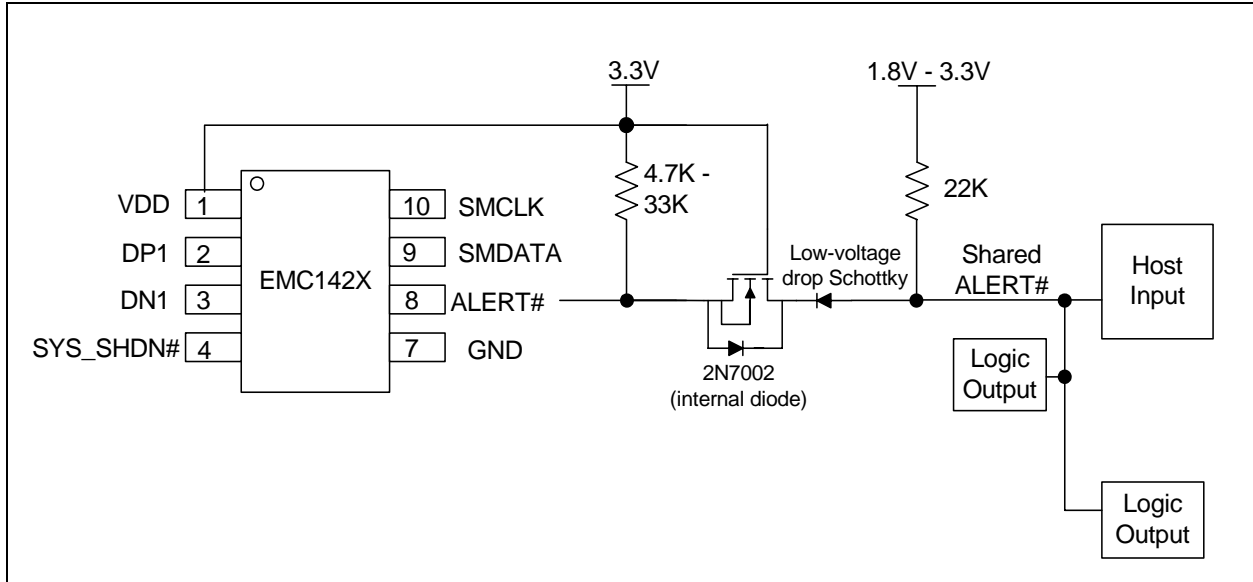 3.3V
1.8V - 3.3V
4.7K -
33K
22K
VDD
1
10
SMCLK
DP1
2
9
SMDATA
EMC142X
DN1
3
8
ALERT#
SYS_SHDN#
4
7
GND
Low-voltage
drop Schottky
Shared
ALERT#
Host
Input
2N7002
(internal diode)
Logic
Output
Logic
Output